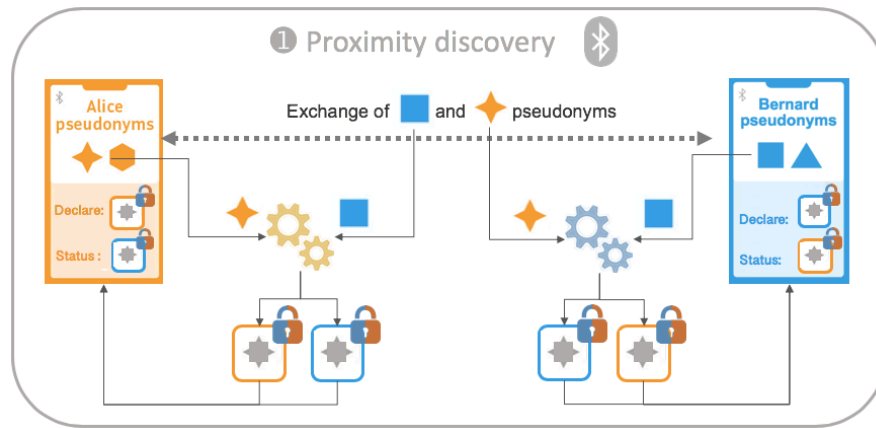 ❶ Proximity discovery
Alice
pseudonyms
Exchange of and pseudonyms
Bernard
pseudonyms
Declare:
Status :
Declare:
Status: